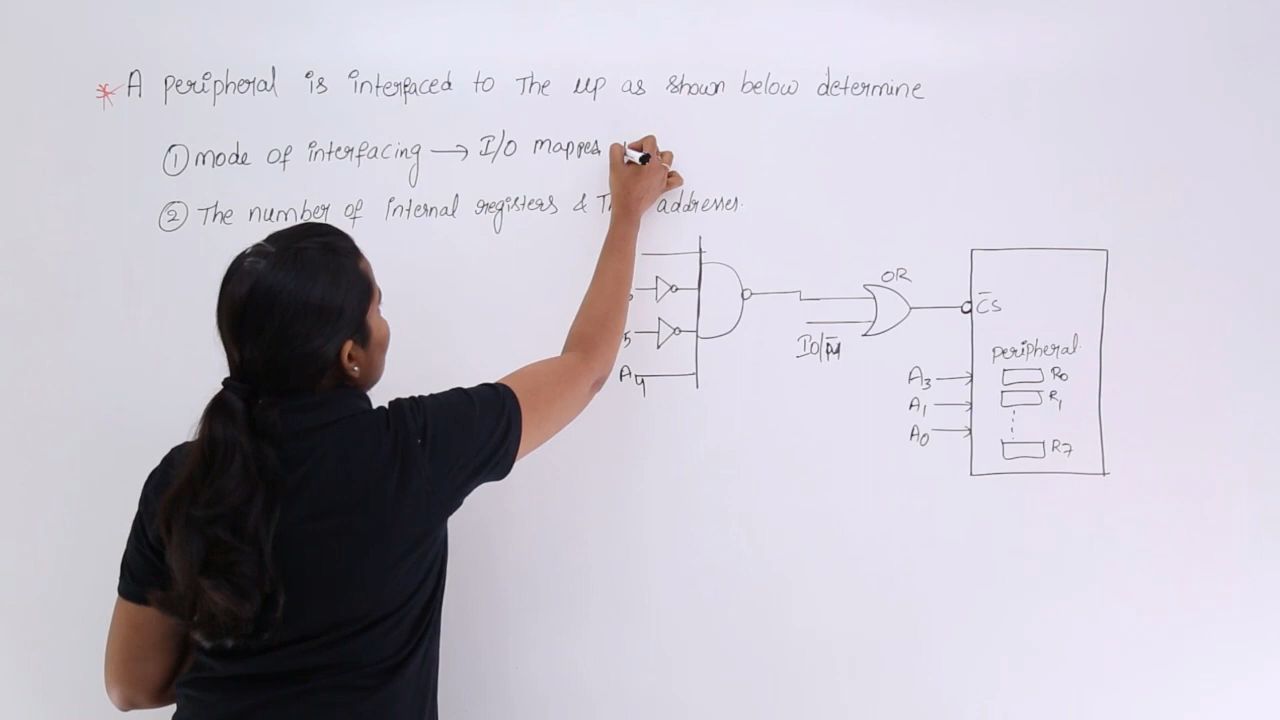 * A peripheral is interfaced to The up as shown below determine
① mode of interfacing → I/O mapped
② The number of internal registers & addresses.
OR
C̅S̅
5
IO/M̅
peripheral
A3
R0
A4
A1
R1
A0
R7